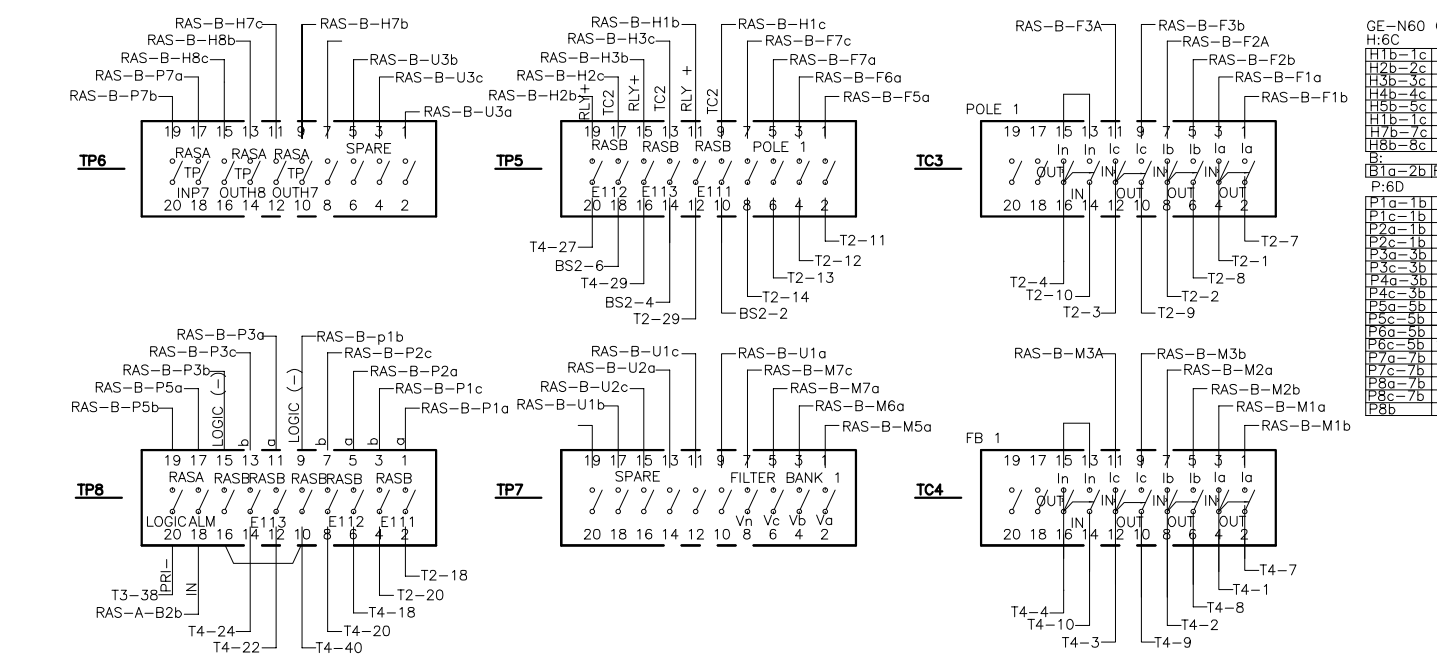 RAS-B-H7c
RAS-B-H8b
RAS-B-H8c
RAS-B-P7a
RAS-B-P7b
RAS-B-H7b
RAS-B-U3b
RAS-B-U3c
RAS-B-U3a
TP6
19 17 15 13 11 9 7 5 3 1
SPARE
RASA RASA RASA
TP TP TP
INP7 OUTH8 OUTH7
20 18 16 14 12 10 8 6 4 2
RAS-B-H1b
RAS-B-H3c
RAS-B-H3b
RAS-B-H2c
RAS-B-H2b
RAS-B-H1c
RAS-B-F7c
RAS-B-F7a
RAS-B-F6a
RAS-B-F5a
RLY+ TC2 RLY+ TC2 RLY + TC2
TP5
19 17 15 13 11 9 7 5 3 1
RASB RASB RASB POLE 1
E112 E113 E111
20 18 16 14 12 10 8 6 4 2
T4-27
BS2-6
T4-29
BS2-4
T2-29
T2-11
T2-12
T2-13
T2-14
BS2-2
RAS-B-F3A
RAS-B-F3b
RAS-B-F2A
RAS-B-F2b
RAS-B-F1a
RAS-B-F1b
POLE 1
TC3
19 17 15 13 11 9 7 5 3 1
In In Ic Ic Ib Ib Ia Ia
OUT IN IN IN
IN OUT OUT OUT
20 18 16 14 12 10 8 6 4 2
T2-4
T2-10
T2-3
T2-7
T2-1
T2-8
T2-2
T2-9
GE-N60
H:6C
H1b-1c
H2b-2c
H3b-3c
H4b-4c
H5b-5c
H1b-1c
H7b-7c
H8b-8c
B:
B1a-2b
P:6D
P1a-1b
P1c-1b
P2a-1b
P2c-1b
P3a-3b
P3c-3b
P4a-3b
P4c-3b
P5a-5b
P5c-5b
P6a-5b
P6c-5b
P7a-7b
P7c-7b
P8a-7b
P8c-7b
P8b
RAS-B-P3a
RAS-B-P3c
RAS-B-P3b
RAS-B-P5a
RAS-B-P5b
RAS-B-p1b
RAS-B-P2c
RAS-B-P2a
RAS-B-P1c
RAS-B-P1a
LOGIC (-) b a LOGIC (-) b a b a
TP8
19 17 15 13 11 9 7 5 3 1
RASA RASB RASB RASB RASB RASB
LOGIC ALM E113 E112 E111
20 18 16 14 12 10 8 6 4 2
PRI- IN
T3-38
RAS-A-B2b
T4-24
T4-22
T2-18
T2-20
T4-18
T4-20
T4-40
RAS-B-U1c
RAS-B-U2a
RAS-B-U2c
RAS-B-U1b
RAS-B-U1a
RAS-B-M7c
RAS-B-M7a
RAS-B-M6a
RAS-B-M5a
TP7
19 17 15 13 11 9 7 5 3 1
SPARE FILTER BANK 1
Vn Vc Vb Va
20 18 16 14 12 10 8 6 4 2
RAS-B-M3A
RAS-B-M3b
RAS-B-M2a
RAS-B-M2b
RAS-B-M1a
RAS-B-M1b
FB 1
TC4
19 17 15 13 11 9 7 5 3 1
In In Ic Ic Ib Ib Ia Ia
OUT IN IN IN
IN OUT OUT OUT
20 18 16 14 12 10 8 6 4 2
T4-4
T4-10
T4-3
T4-7
T4-1
T4-8
T4-2
T4-9